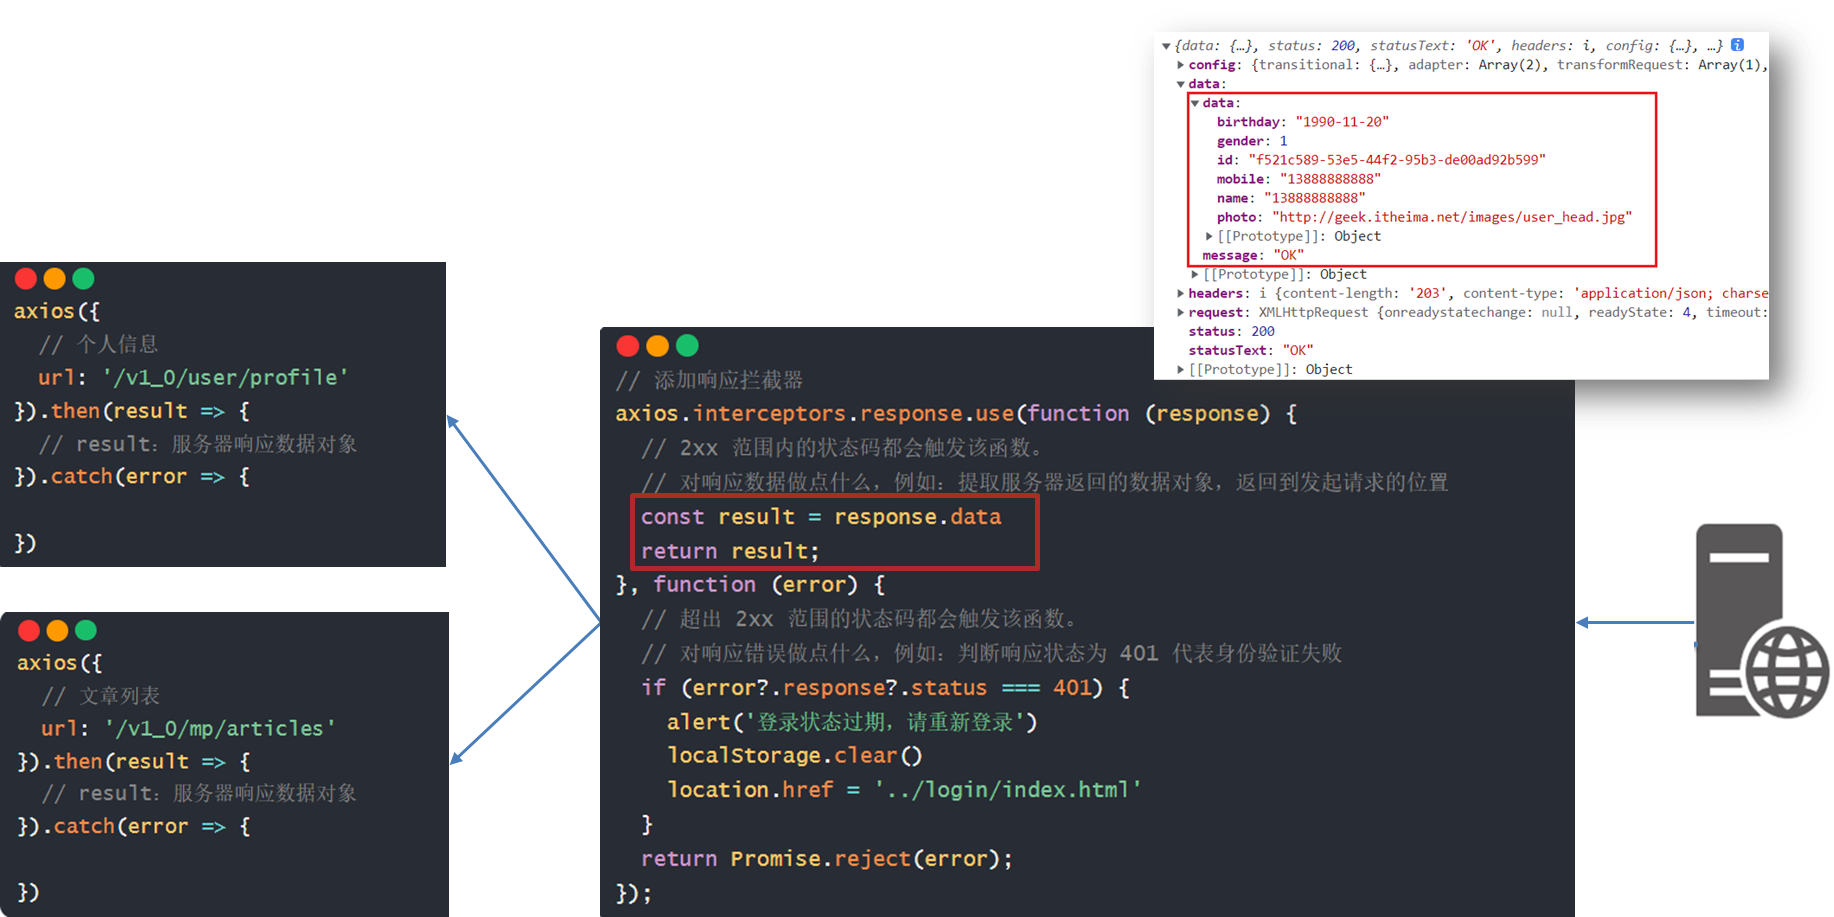 {data: {…}, status: 200, statusText: 'OK', headers: i, config: {…}, …}
config: {transitional: {…}, adapter: Array(2), transformRequest: Array(1),
data:
data:
birthday: "1990-11-20"
gender: 1
id: "f521c589-53e5-44f2-95b3-de00ad92b599"
mobile: "13888888888"
name: "13888888888"
photo: "http://geek.itheima.net/images/user_head.jpg"
[[Prototype]]: Object
message: "OK"
[[Prototype]]: Object
headers: i {content-length: '203', content-type: 'application/json; charse
request: XMLHttpRequest {onreadystatechange: null, readyState: 4, timeout:
status: 200
statusText: "OK"
[[Prototype]]: Object
axios({
// 个人信息
url: '/v1_0/user/profile'
}).then(result => {
// result: 服务器响应数据对象
}).catch(error => {
})
axios({
// 文章列表
url: '/v1_0/mp/articles'
}).then(result => {
// result: 服务器响应数据对象
}).catch(error => {
})
// 添加响应拦截器
axios.interceptors.response.use(function (response) {
// 2xx 范围内的状态码都会触发该函数。
// 对响应数据做点什么，例如：提取服务器返回的数据对象，返回到发起请求的位置
const result = response.data
return result;
}, function (error) {
// 超出 2xx 范围的状态码都会触发该函数。
// 对响应错误做点什么，例如：判断响应状态为 401 代表身份验证失败
if (error?.response?.status === 401) {
alert('登录状态过期，请重新登录')
localStorage.clear()
location.href = '../login/index.html'
}
return Promise.reject(error);
});